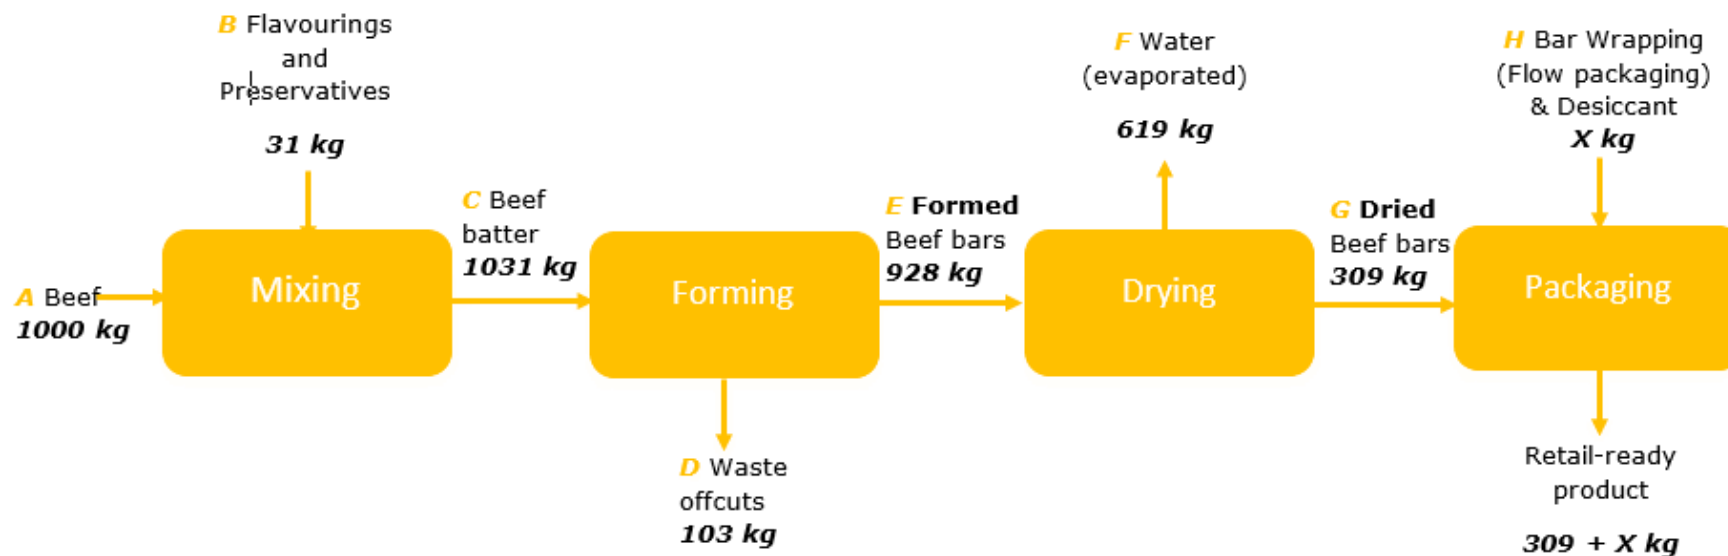 B Flavourings
and
Preservatives
31 kg
F Water
(evaporated)
619 kg
H Bar Wrapping
(Flow packaging)
& Desiccant
X kg
A Beef
1000 kg
Mixing
C Beef
batter
1031 kg
Forming
E Formed
Beef bars
928 kg
Drying
G Dried
Beef bars
309 kg
Packaging
D Waste
offcuts
103 kg
Retail-ready
product
309 + X kg